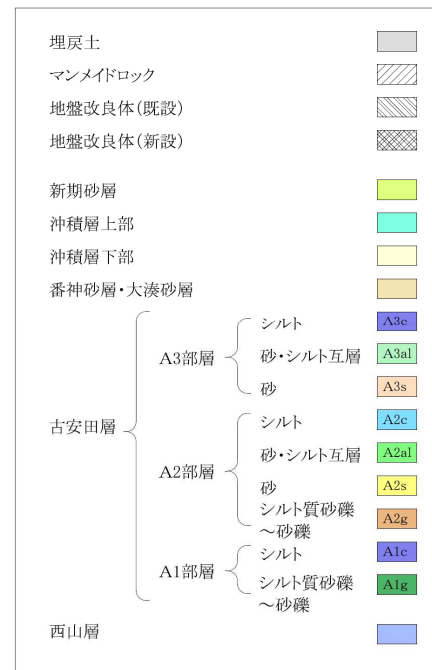 埋戻土
マンメイドロック
地盤改良体(既設)
地盤改良体(新設)
新期砂層
沖積層上部
沖積層下部
番神砂層・大湊砂層
古安田層
A3部層
シルト A3c
砂・シルト互層 A3al
砂 A3s
A2部層
シルト A2c
砂・シルト互層 A2al
砂 A2s
シルト質砂礫
～砂礫 A2g
A1部層
シルト A1c
シルト質砂礫
～砂礫 A1g
西山層